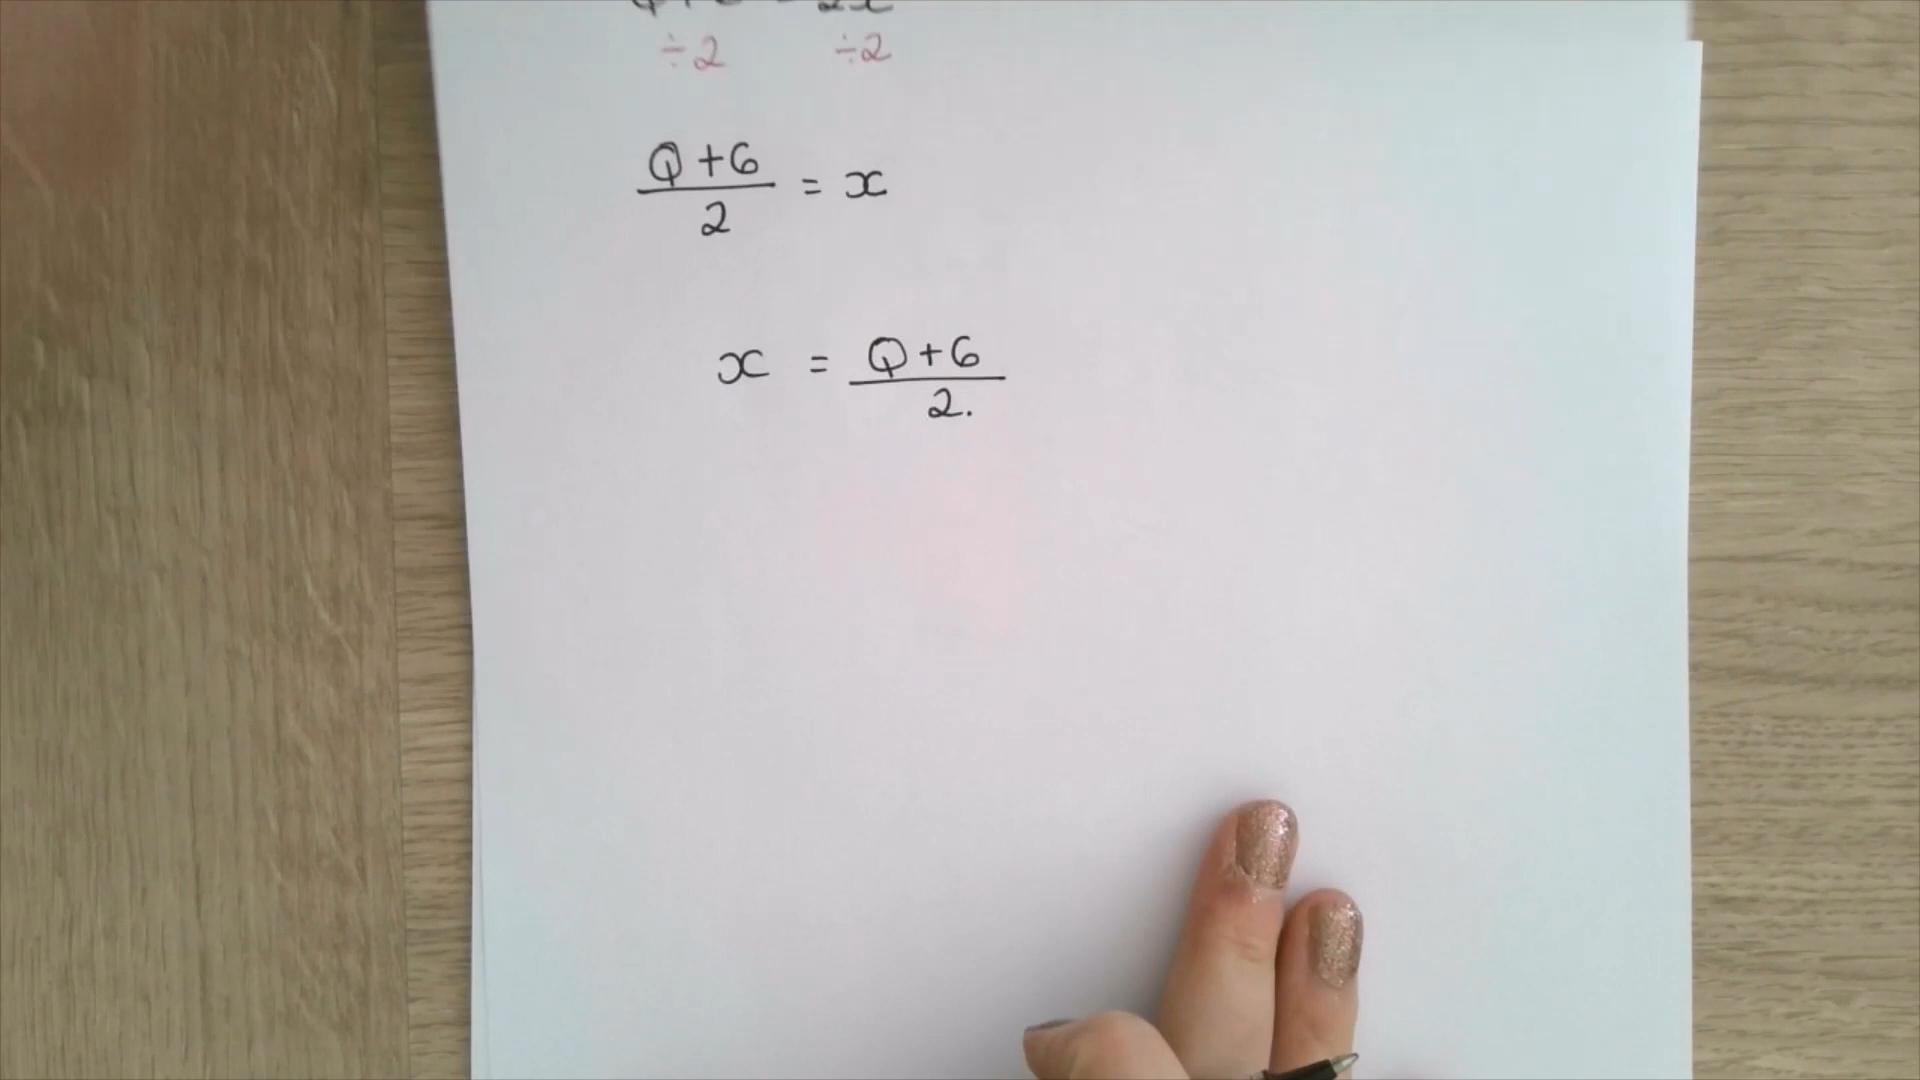 ÷2 ÷2
Q+6
2
= x
x = Q+6
2.